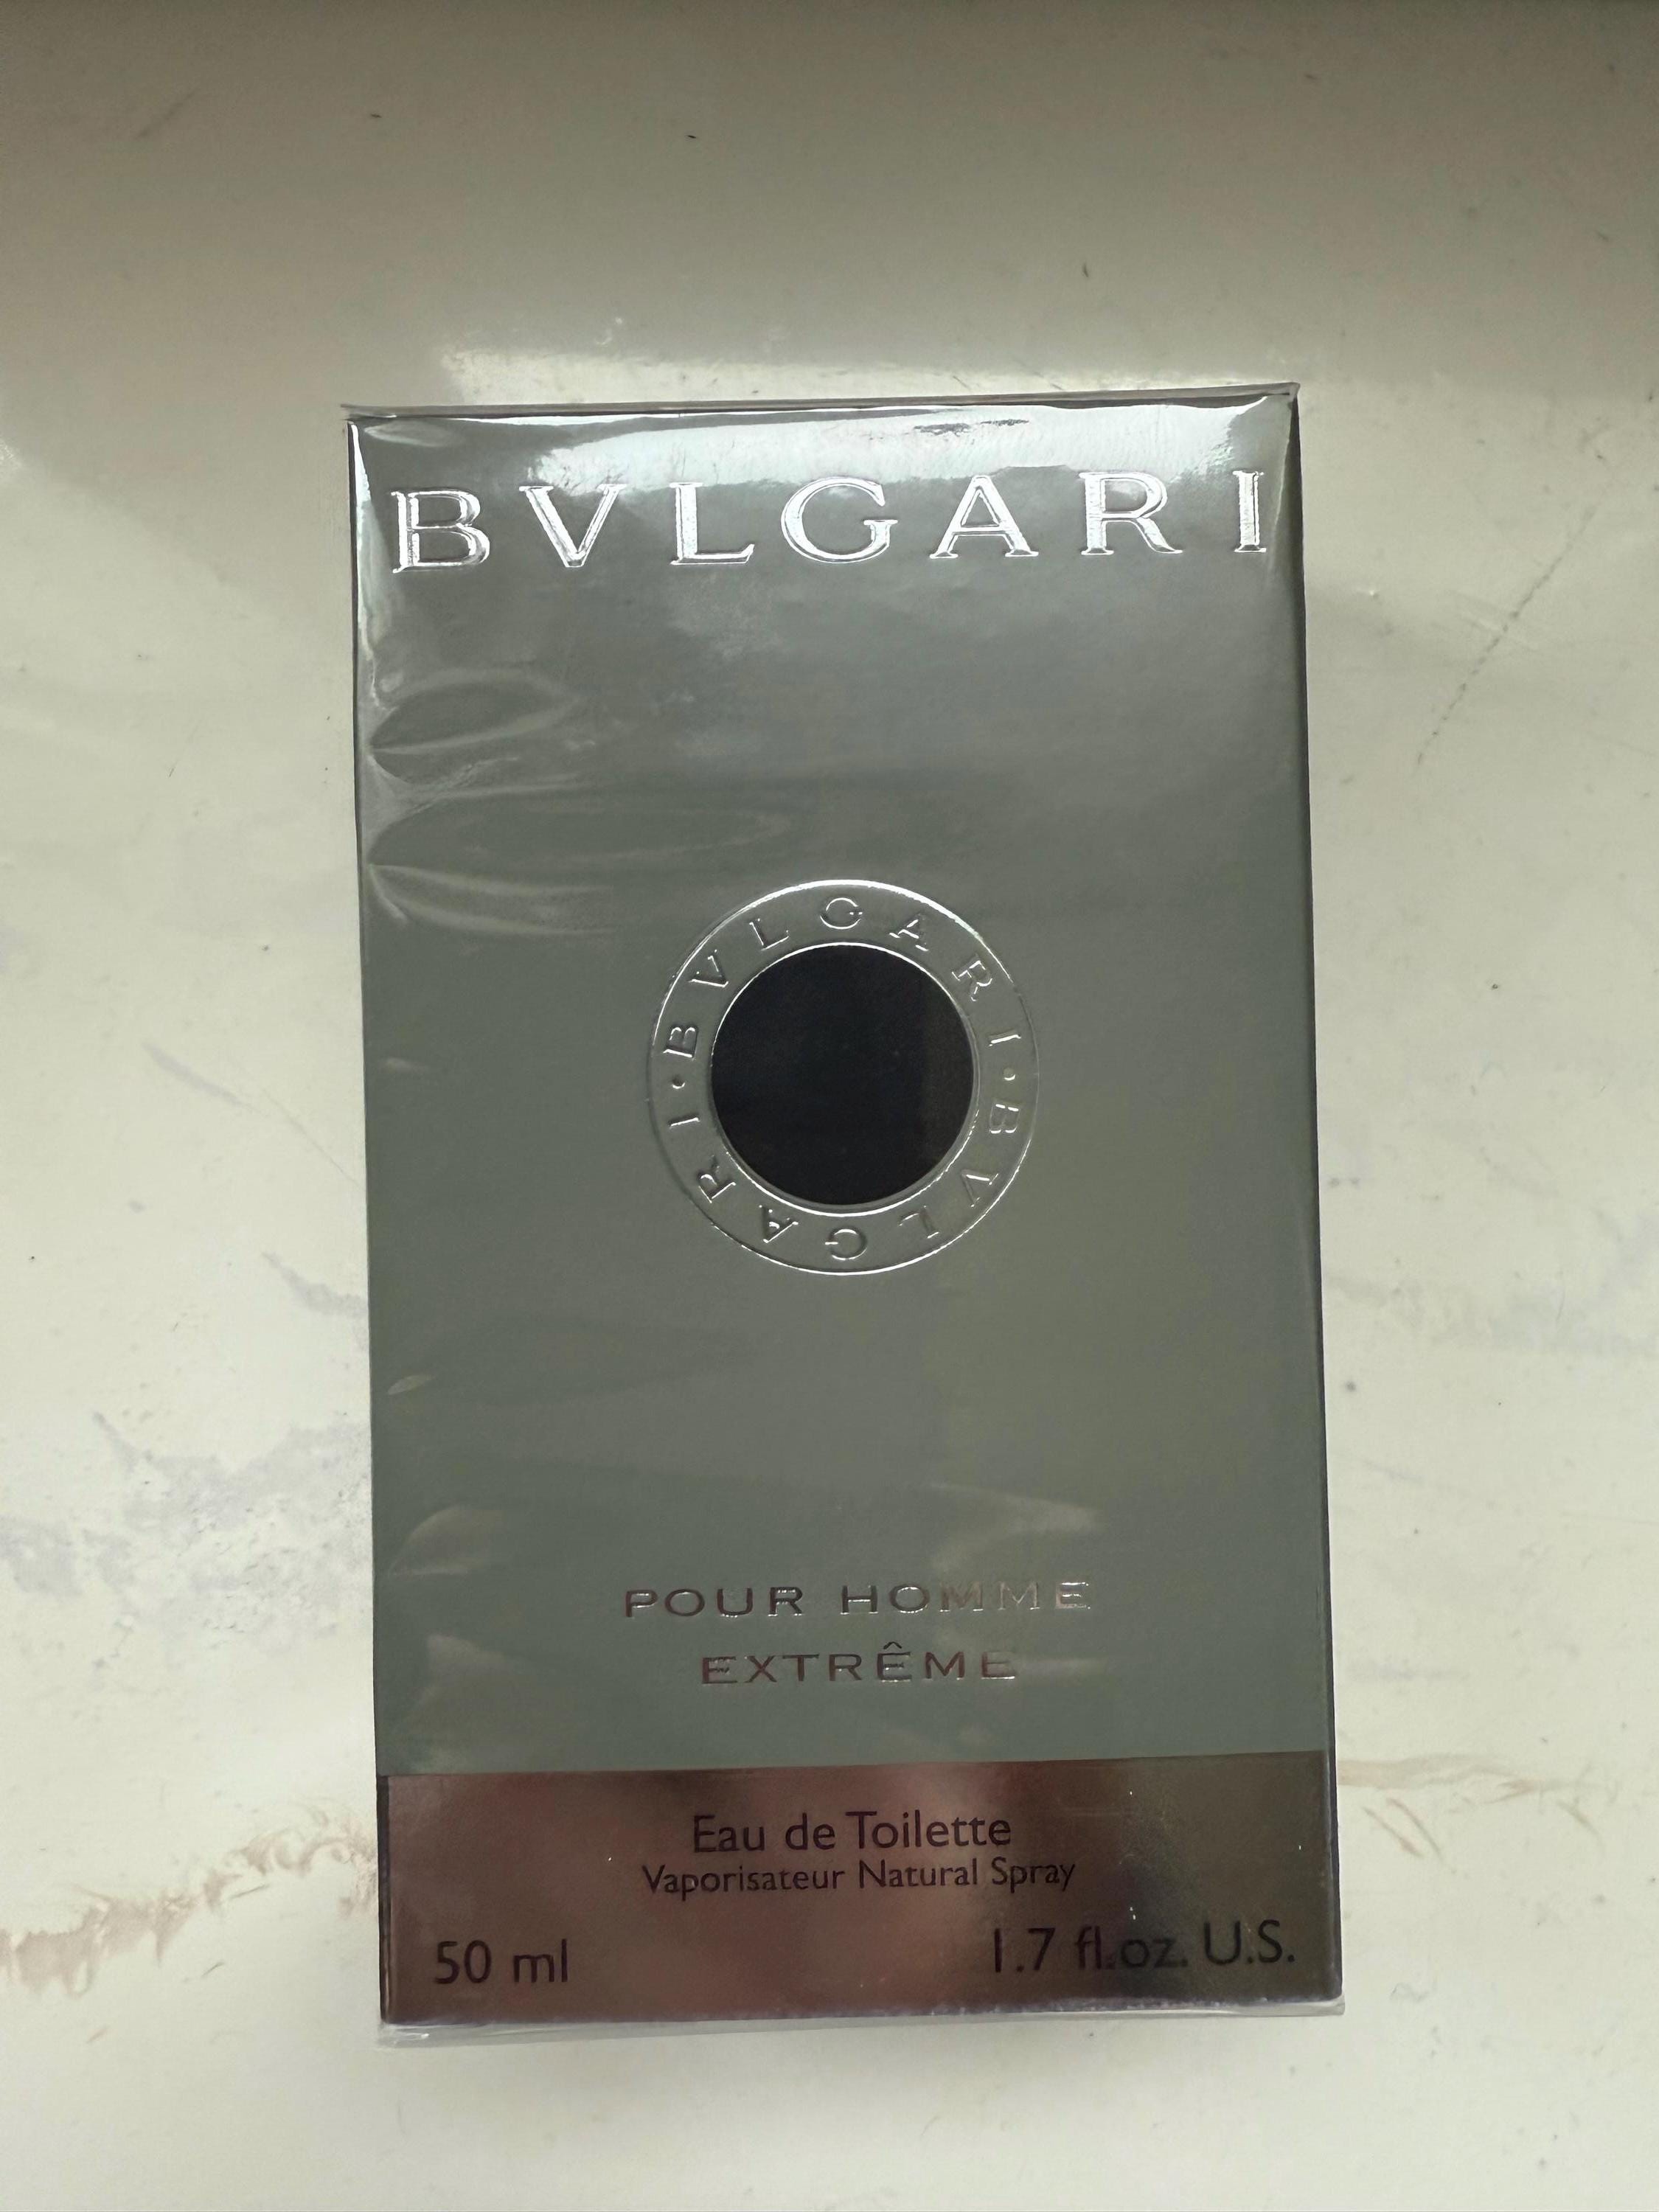 BVLGARI
BVLGARI · BVLGARI ·
POUR HOMME
EXTRÊME
Eau de Toilette
Vaporisateur Natural Spray
50 ml
1.7 fl.oz. U.S.